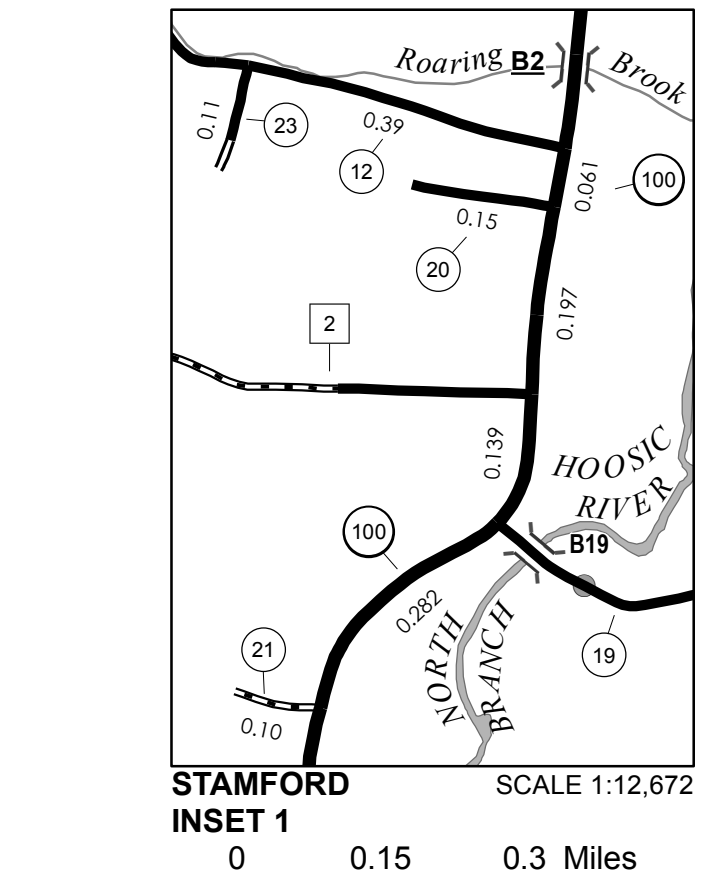 Roaring B2 Brook
0.11
23
0.39
12
0.061
100
0.15
20
0.197
2
0.139
HOOSIC
RIVER
100
B19
0.282
NORTH
BRANCH
19
21
0.10
STAMFORD SCALE 1:12,672
INSET 1
0 0.15 0.3 Miles